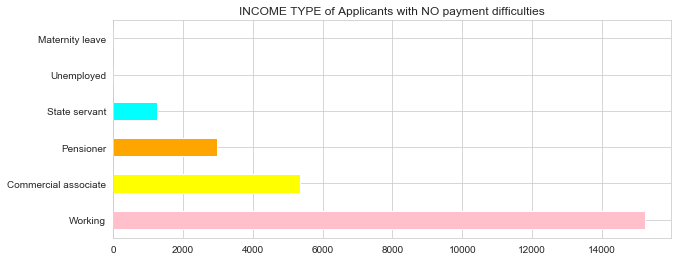 INCOME TYPE of Applicants with NO payment difficulties
Maternity leave
Unemployed
State servant
Pensioner
Commercial associate
Working
0 2000 4000 6000 8000 10000 12000 14000